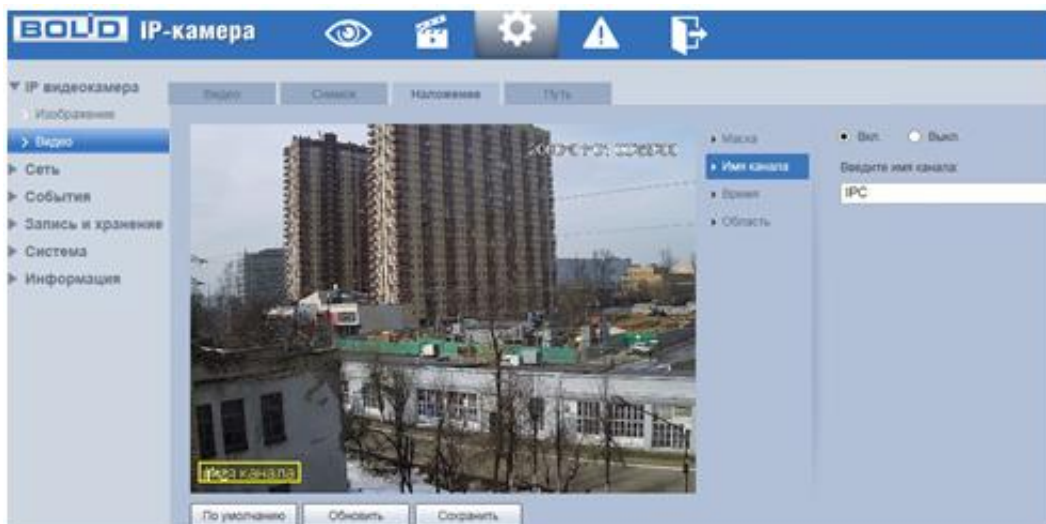 BOLID IP-камера
IP видеокамера
Изображение
Видео
Сеть
События
Запись и хранение
Система
Информация
Видео
Снимок
Наложение
Путь
Маска
Имя канала
Время
Область
Вкл
Выкл
Введите имя канала:
IPC
канала
По умолчанию
Обновить
Сохранить